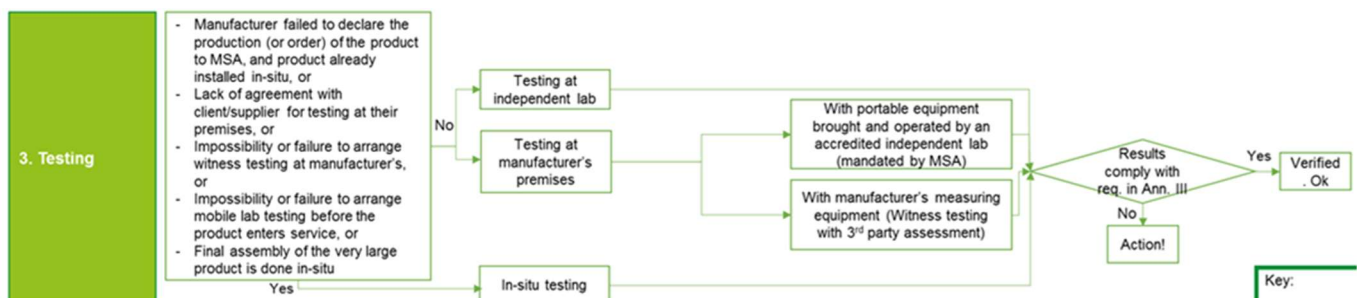 3. Testing
- Manufacturer failed to declare the
production (or order) of the product
to MSA, and product already
installed in-situ, or
- Lack of agreement with
client/supplier for testing at their
premises, or
- Impossibility or failure to arrange
witness testing at manufacturer's,
or
- Impossibility or failure to arrange
mobile lab testing before the
product enters service, or
- Final assembly of the very large
product is done in-situ
No
Yes
Testing at
independent lab
Testing at
manufacturer's
premises
In-situ testing
With portable equipment
brought and operated by an
accredited independent lab
(mandated by MSA)
With manufacturer's measuring
equipment (Witness testing
with 3rd party assessment)
Results
comply with
req. in Ann. III
Yes
Verified
. Ok
No
Action!
Key: